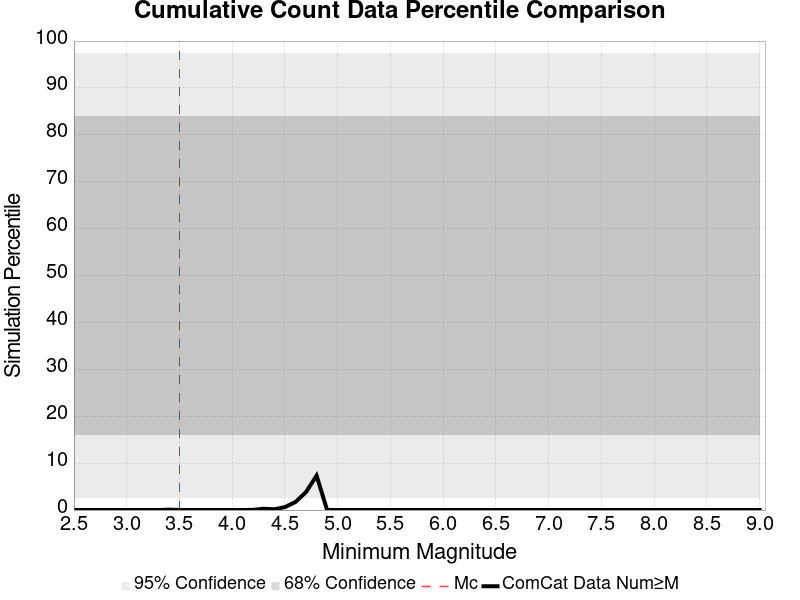 Cumulative Count Data Percentile Comparison
100
90
80
70
60
50
40
30
20
10
0
Simulation Percentile
2.5 3.0 3.5 4.0 4.5 5.0 5.5 6.0 6.5 7.0 7.5 8.0 8.5 9.0
Minimum Magnitude
95% Confidence 68% Confidence Mc ComCat Data Num≥M